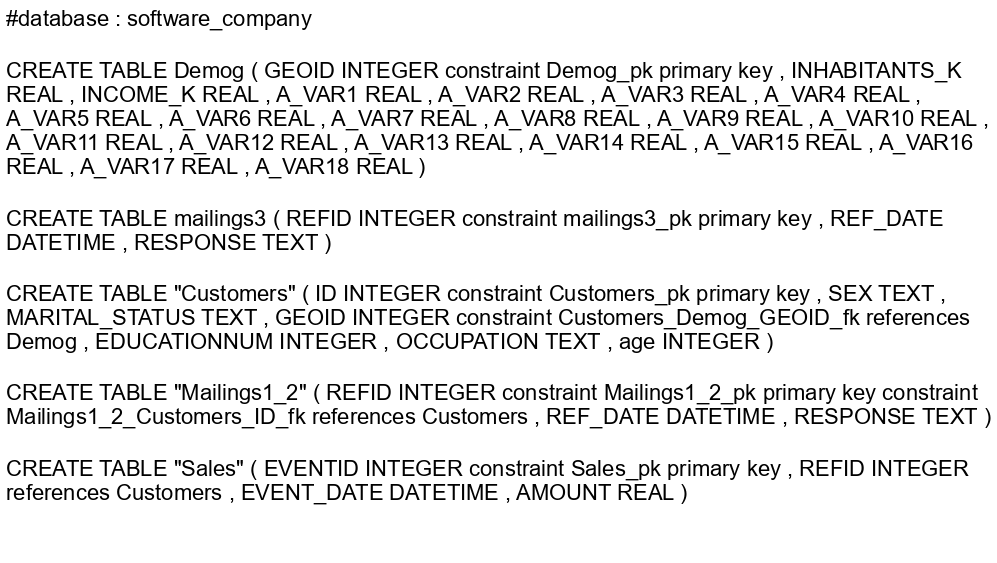 #database : software_company
CREATE TABLE Demog ( GEOID INTEGER constraint Demog_pk primary key , INHABITANTS_K
REAL , INCOME_K REAL , A_VAR1 REAL , A_VAR2 REAL , A_VAR3 REAL , A_VAR4 REAL ,
A_VAR5 REAL , A_VAR6 REAL , A_VAR7 REAL , A_VAR8 REAL , A_VAR9 REAL , A_VAR10 REAL ,
A_VAR11 REAL , A_VAR12 REAL , A_VAR13 REAL , A_VAR14 REAL , A_VAR15 REAL , A_VAR16
REAL , A_VAR17 REAL , A_VAR18 REAL )
CREATE TABLE mailings3 ( REFID INTEGER constraint mailings3_pk primary key , REF_DATE
DATETIME , RESPONSE TEXT )
CREATE TABLE "Customers" ( ID INTEGER constraint Customers_pk primary key , SEX TEXT ,
MARITAL_STATUS TEXT , GEOID INTEGER constraint Customers_Demog_GEOID_fk references
Demog , EDUCATIONNUM INTEGER , OCCUPATION TEXT , age INTEGER )
CREATE TABLE "Mailings1_2" ( REFID INTEGER constraint Mailings1_2_pk primary key constraint
Mailings1_2_Customers_ID_fk references Customers , REF_DATE DATETIME , RESPONSE TEXT )
CREATE TABLE "Sales" ( EVENTID INTEGER constraint Sales_pk primary key , REFID INTEGER
references Customers , EVENT_DATE DATETIME , AMOUNT REAL )